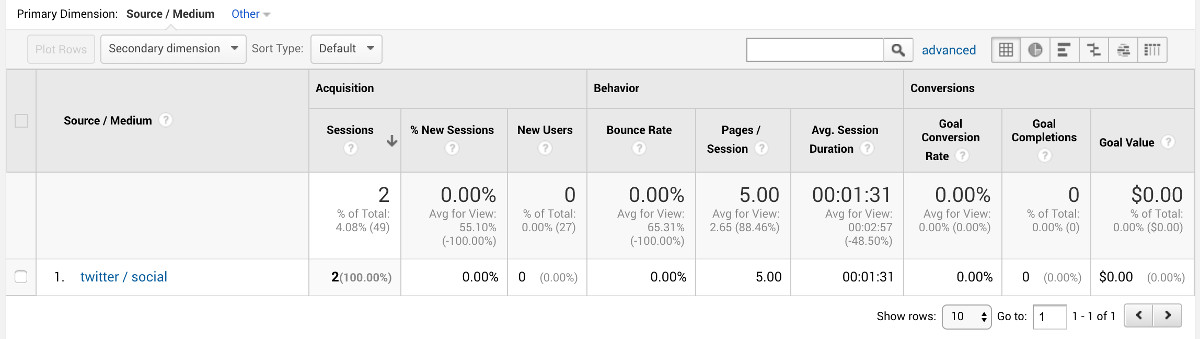 Primary Dimension: Source / Medium Other
Plot Rows Secondary dimension Sort Type: Default advanced
Acquisition Behavior Conversions
Source / Medium ? Sessions ? % New Sessions ? New Users ? Bounce Rate ? Pages / Session ? Avg. Session Duration ? Goal Conversion Rate ? Goal Completions ? Goal Value ?
2 0.00% 0 0.00% 5.00 00:01:31 0.00% 0 $0.00
% of Total: 4.08% (49) Avg for View: 55.10% (-100.00%) % of Total: 0.00% (27) Avg for View: 65.31% (-100.00%) Avg for View: 2.65 (88.46%) Avg for View: 00:02:57 (-48.50%) Avg for View: 0.00% (0.00%) % of Total: 0.00% (0) % of Total: 0.00% ($0.00)
1. twitter / social 2(100.00%) 0.00% 0 (0.00%) 0.00% 5.00 00:01:31 0.00% 0 (0.00%) $0.00 (0.00%)
Show rows: 10 Go to: 1 1 - 1 of 1